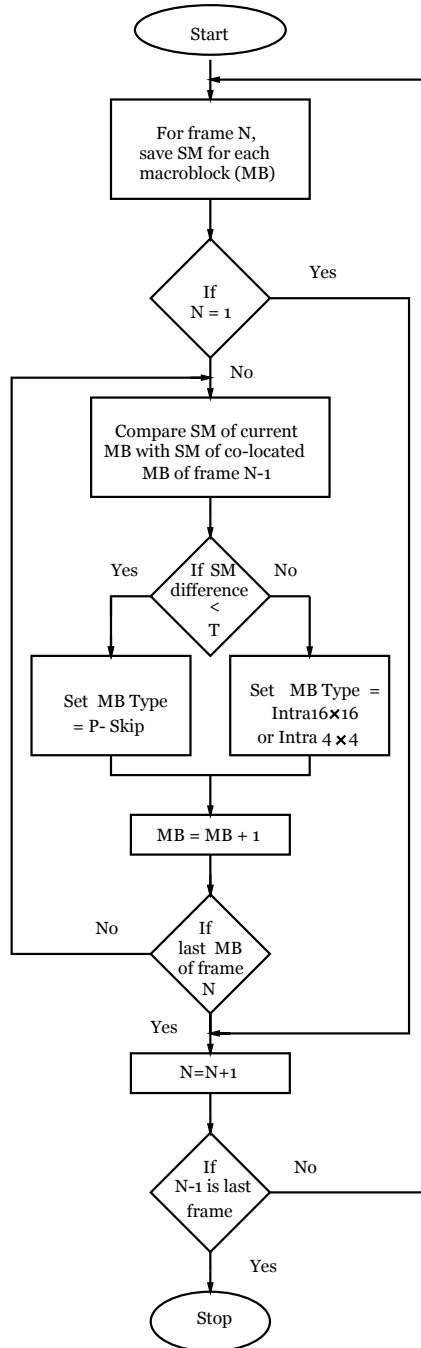 Start
For frame N,
save SM for each
macroblock (MB)
If
N = 1
Yes
No
Compare SM of current
MB with SM of co-located
MB of frame N-1
Yes
If SM
difference
<
T
No
Set MB Type
= P- Skip
Set MB Type =
Intra16×16
or Intra 4×4
MB = MB + 1
No
If
last MB
of frame
N
Yes
N=N+1
If
N-1 is last
frame
No
Yes
Stop